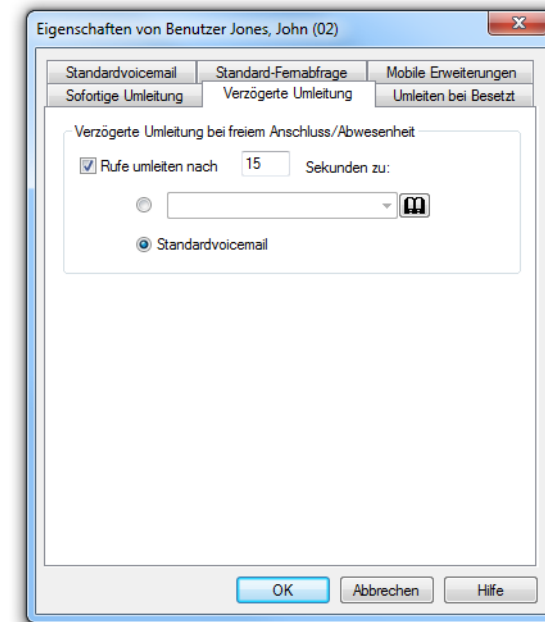 Eigenschaften von Benutzer Jones, John (02)
Standardvoicemail Standard-Fernabfrage Mobile Erweiterungen
Sofortige Umleitung Verzögerte Umleitung Umleiten bei Besetzt
Verzögerte Umleitung bei freiem Anschluss/Abwesenheit
Rufe umleiten nach 15 Sekunden zu:
Standardvoicemail
OK Abbrechen Hilfe